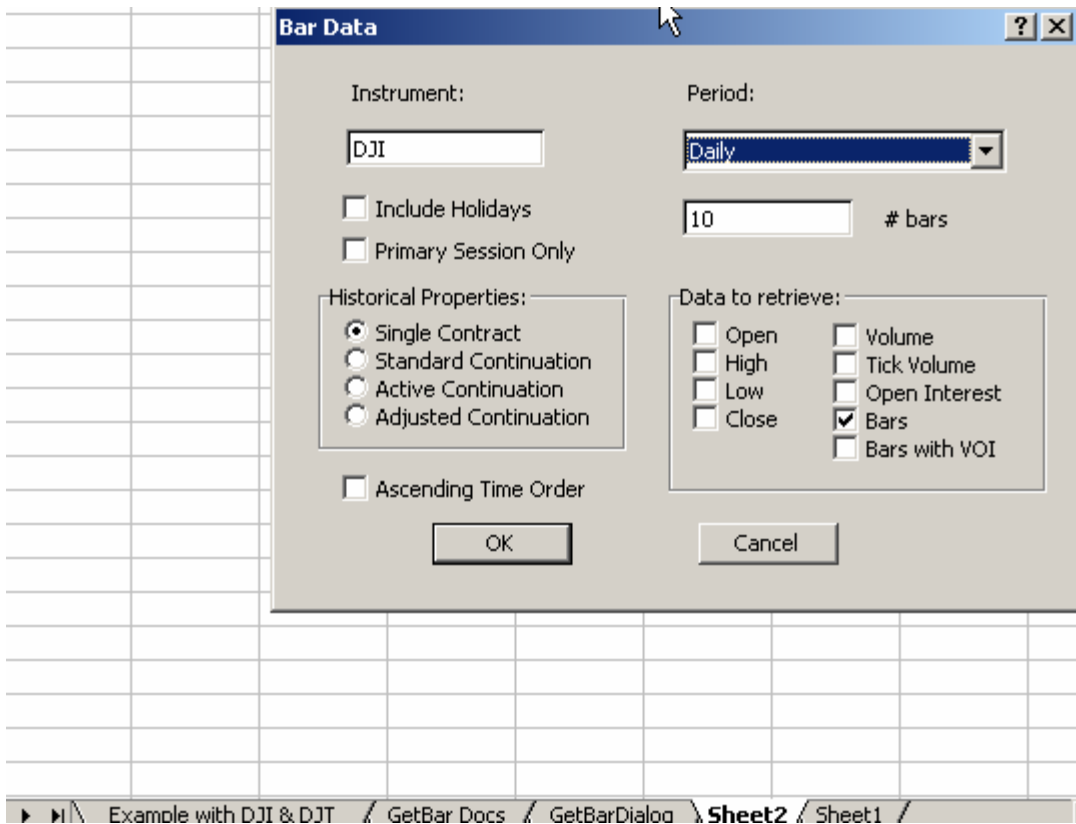 Bar Data
Instrument:
Period:
DJI
Daily
Include Holidays
10 # bars
Primary Session Only
Historical Properties:
Single Contract
Standard Continuation
Active Continuation
Adjusted Continuation
Data to retrieve:
Open
High
Low
Close
Volume
Tick Volume
Open Interest
Bars
Bars with VOI
Ascending Time Order
OK
Cancel
Example with DJI & DJT / GetBar Docs / GetBarDialog \ Sheet2 / Sheet1 /